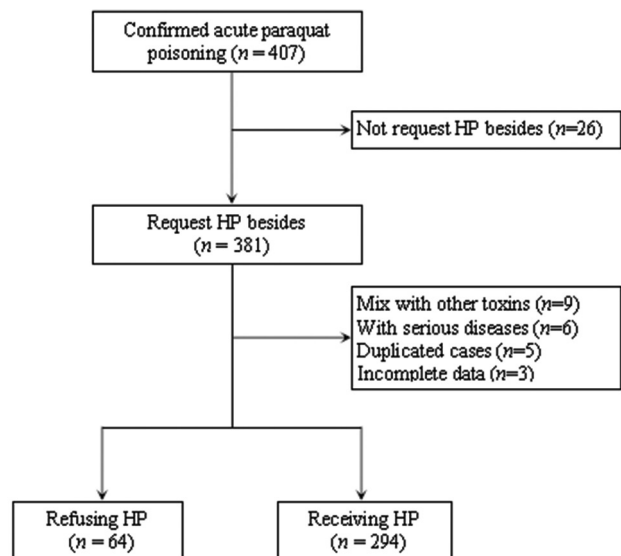 Confirmed acute paraquat
poisoning (n = 407)
Not request HP besides (n=26)
Request HP besides
(n = 381)
Mix with other toxins (n=9)
With serious diseases (n=6)
Duplicated cases (n=5)
Incomplete data (n=3)
Refusing HP
(n = 64)
Receiving HP
(n = 294)